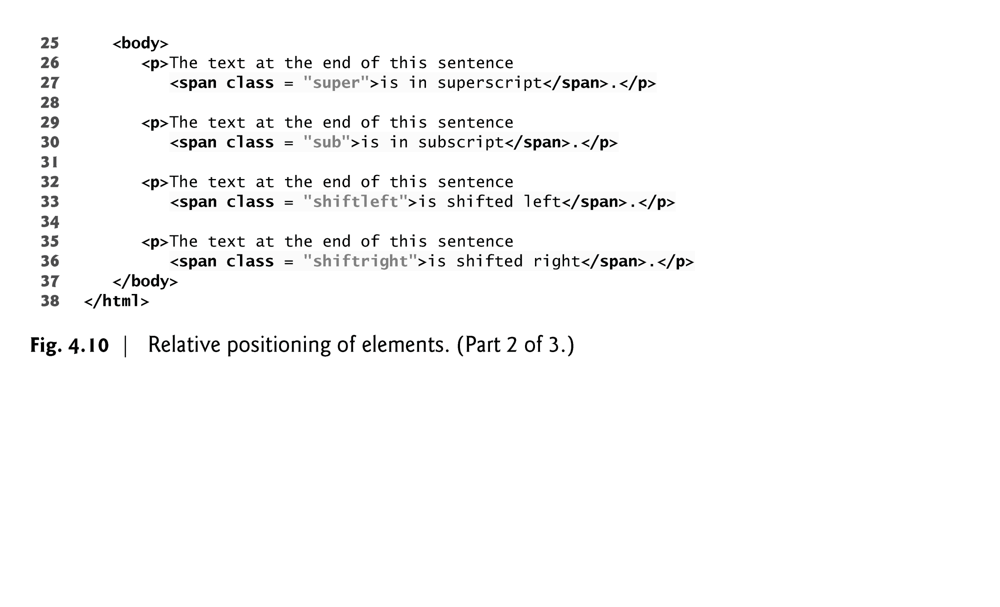 25 <body>
26 <p>The text at the end of this sentence
27 <span class = "super">is in superscript</span>.</p>
28
29 <p>The text at the end of this sentence
30 <span class = "sub">is in subscript</span>.</p>
31
32 <p>The text at the end of this sentence
33 <span class = "shiftleft">is shifted left</span>.</p>
34
35 <p>The text at the end of this sentence
36 <span class = "shiftright">is shifted right</span>.</p>
37 </body>
38 </html>
Fig. 4.10 | Relative positioning of elements. (Part 2 of 3.)